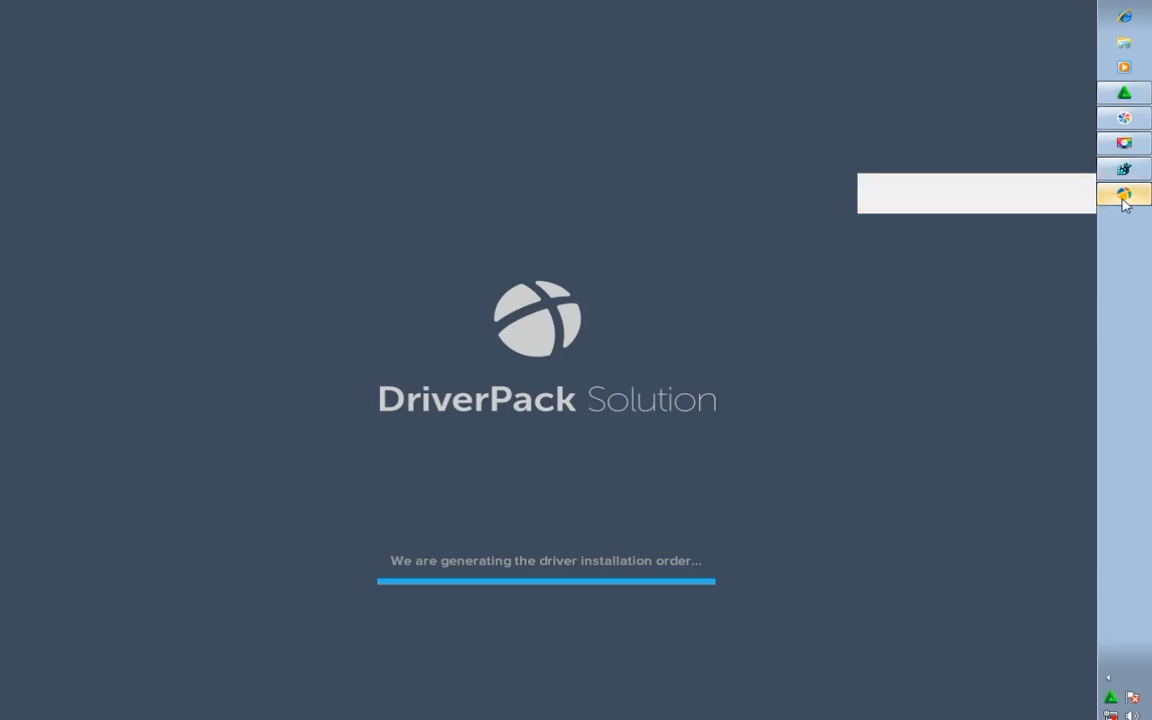 DriverPack Solution
We are generating the driver installation order...